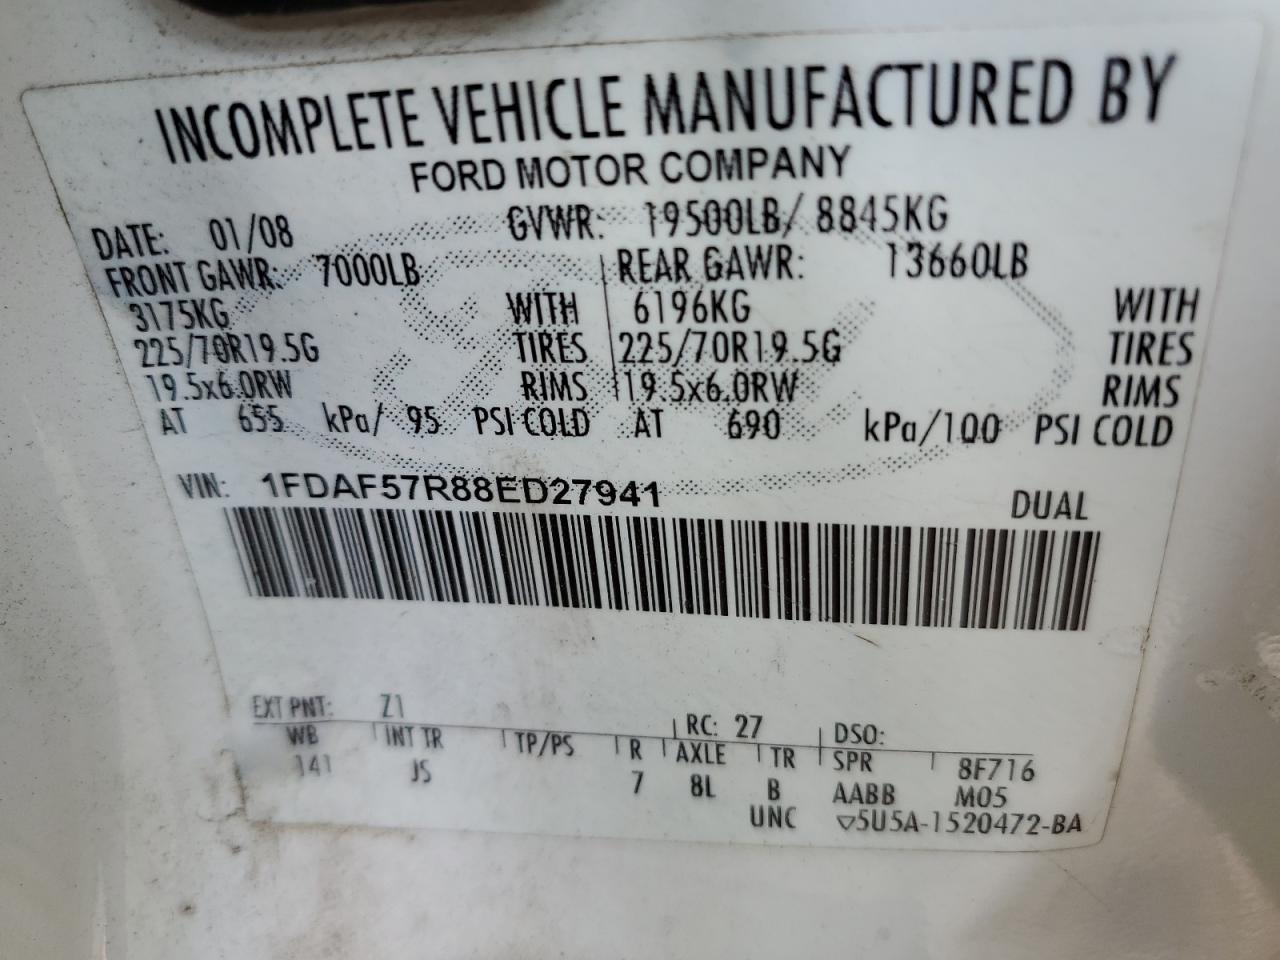 INCOMPLETE VEHICLE MANUFACTURED BY
FORD MOTOR COMPANY
DATE: 01/08 GVWR: 19500LB/ 8845KG
FRONT GAWR: 7000LB REAR GAWR: 13660LB
3175KG WITH 6196KG WITH
225/70R19.5G TIRES 225/70R19.5G TIRES
19.5x6.0RW RIMS 19.5x6.0RW RIMS
AT 655 kPa/ 95 PSI COLD AT 690 kPa/100 PSI COLD
VIN: 1FDAF57R88ED27941 DUAL
EXT PNT: Z1 RC: 27 DSO:
WB INT TR TP/PS R AXLE TR SPR 8F716
141 JS 7 8L B AABB M05
UNC ▽5U5A-1520472-BA